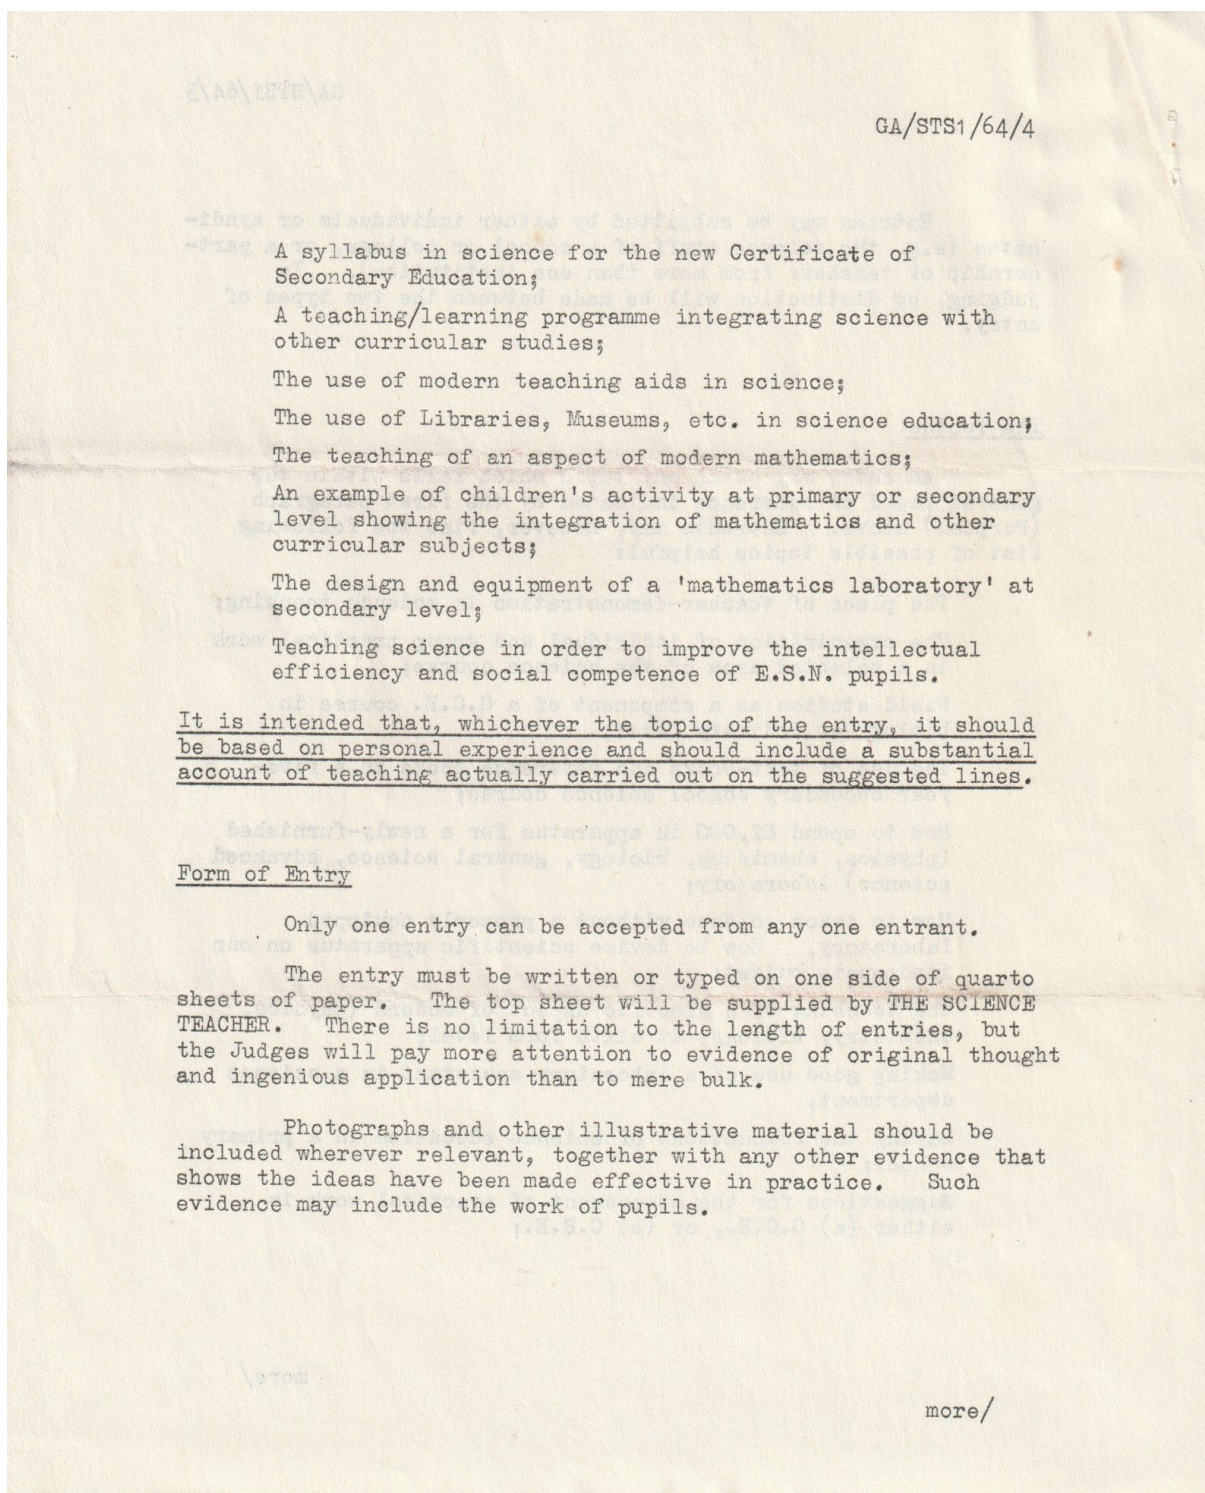 GA/STS1/64/4
A syllabus in science for the new Certificate of
Secondary Education;
A teaching/learning programme integrating science with
other curricular studies;
The use of modern teaching aids in science;
The use of Libraries, Museums, etc. in science education;
The teaching of an aspect of modern mathematics;
An example of children's activity at primary or secondary
level showing the integration of mathematics and other
curricular subjects;
The design and equipment of a 'mathematics laboratory' at
secondary level;
Teaching science in order to improve the intellectual
efficiency and social competence of E.S.N. pupils.
It is intended that, whichever the topic of the entry, it should
be based on personal experience and should include a substantial
account of teaching actually carried out on the suggested lines.
Form of Entry
Only one entry can be accepted from any one entrant.
The entry must be written or typed on one side of quarto
sheets of paper. The top sheet will be supplied by THE SCIENCE
TEACHER. There is no limitation to the length of entries, but
the Judges will pay more attention to evidence of original thought
and ingenious application than to mere bulk.
Photographs and other illustrative material should be
included wherever relevant, together with any other evidence that
shows the ideas have been made effective in practice. Such
evidence may include the work of pupils.
more/